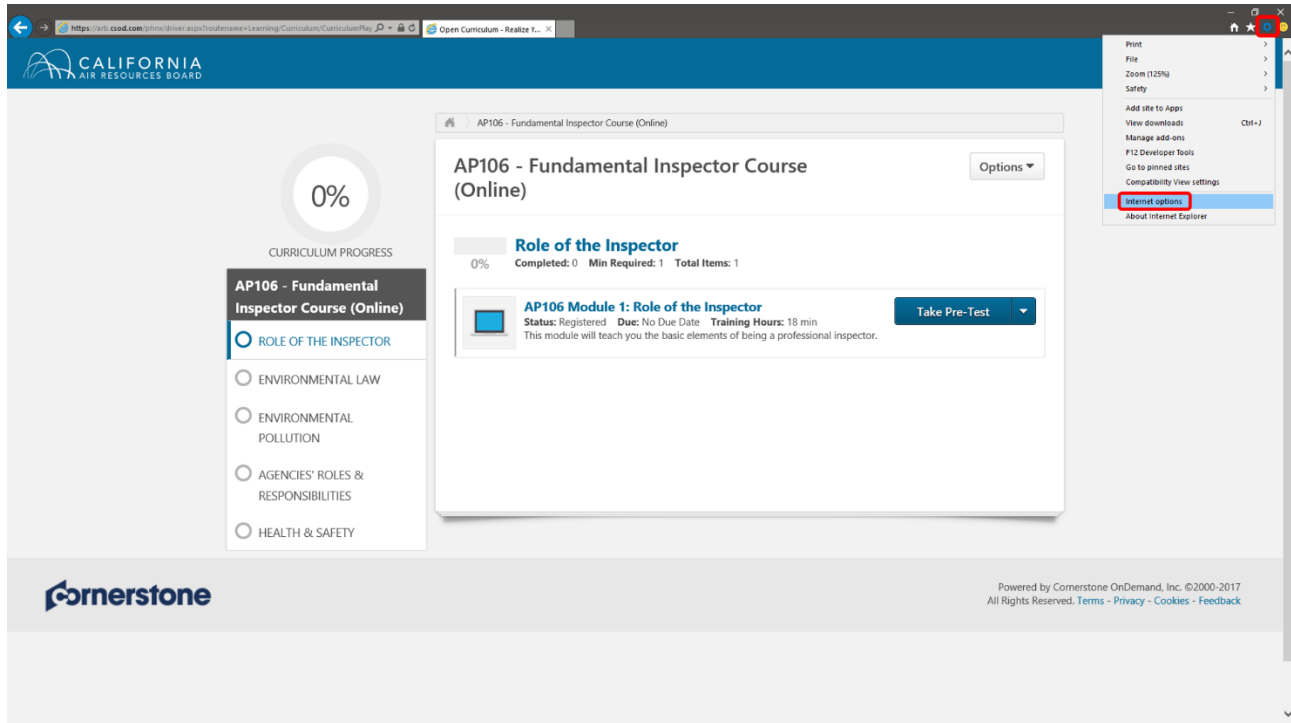 https://arb.csod.com/phnx/driver.aspx?routename=Learning/Curriculum/CurriculumPlay
Open Curriculum - Realize Y...
CALIFORNIA
AIR RESOURCES BOARD
Print
File
Zoom (125%)
Safety
Add site to Apps
View downloads Ctrl+J
Manage add-ons
F12 Developer Tools
Go to pinned sites
Compatibility View settings
Internet options
About Internet Explorer
AP106 - Fundamental Inspector Course (Online)
0%
CURRICULUM PROGRESS
AP106 - Fundamental
Inspector Course (Online)
ROLE OF THE INSPECTOR
ENVIRONMENTAL LAW
ENVIRONMENTAL
POLLUTION
AGENCIES' ROLES &
RESPONSIBILITIES
HEALTH & SAFETY
AP106 - Fundamental Inspector Course
(Online)
Options
Role of the Inspector
0% Completed: 0 Min Required: 1 Total Items: 1
AP106 Module 1: Role of the Inspector
Status: Registered Due: No Due Date Training Hours: 18 min
This module will teach you the basic elements of being a professional inspector.
Take Pre-Test
Cornerstone
Powered by Cornerstone OnDemand, Inc. ©2000-2017
All Rights Reserved. Terms - Privacy - Cookies - Feedback